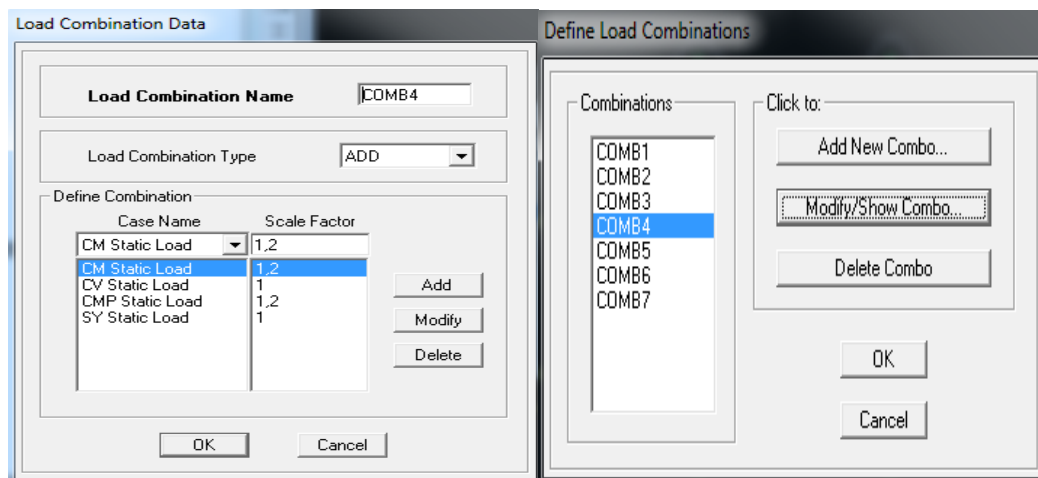 Load Combination Data
Load Combination Name COMB4
Load Combination Type ADD
Define Combination
Case Name Scale Factor
CM Static Load 1,2
CM Static Load 1,2
CV Static Load 1
CMP Static Load 1,2
SY Static Load 1
Add
Modify
Delete
OK Cancel
Define Load Combinations
Combinations
COMB1
COMB2
COMB3
COMB4
COMB5
COMB6
COMB7
Click to:
Add New Combo...
Modify/Show Combo...
Delete Combo
OK
Cancel